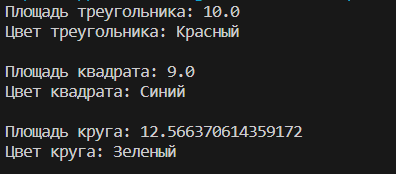 Площадь треугольника: 10.0
Цвет треугольника: Красный
Площадь квадрата: 9.0
Цвет квадрата: Синий
Площадь круга: 12.566370614359172
Цвет круга: Зеленый